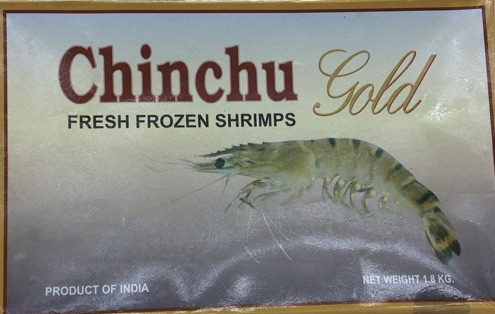 Chinchu Gold
FRESH FROZEN SHRIMPS
PRODUCT OF INDIA
NET WEIGHT 1.8 KG.